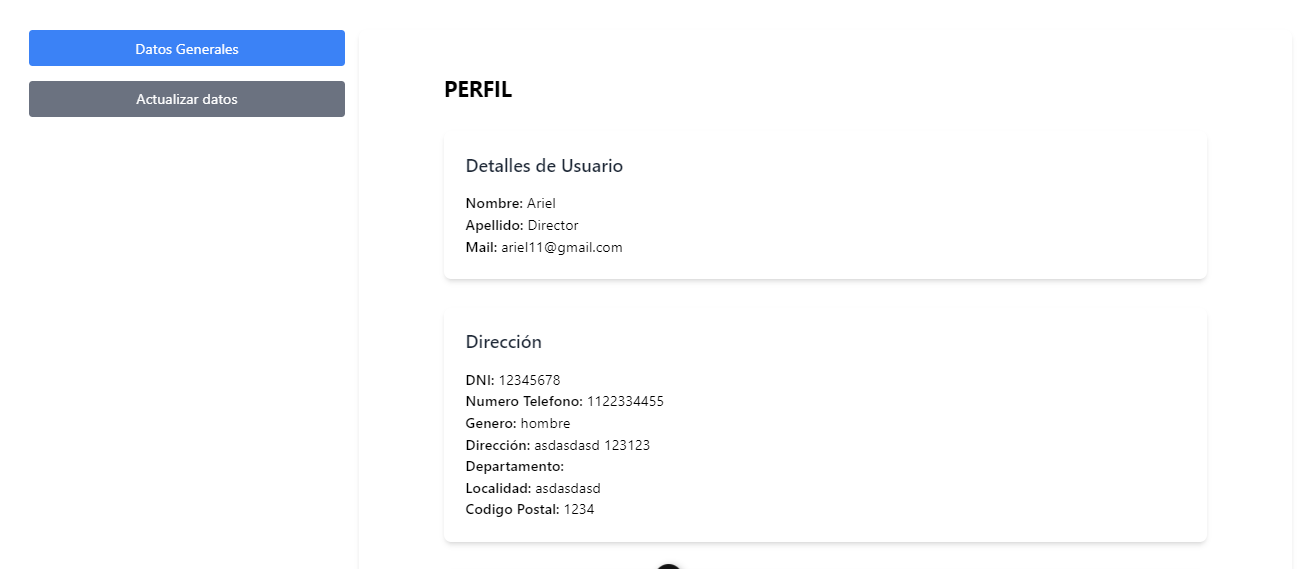 Datos Generales
Actualizar datos
PERFIL
Detalles de Usuario
Nombre: Ariel
Apellido: Director
Mail: ariel11@gmail.com
Dirección
DNI: 12345678
Numero Telefono: 1122334455
Genero: hombre
Dirección: asdasdasd 123123
Departamento:
Localidad: asdasdasd
Codigo Postal: 1234